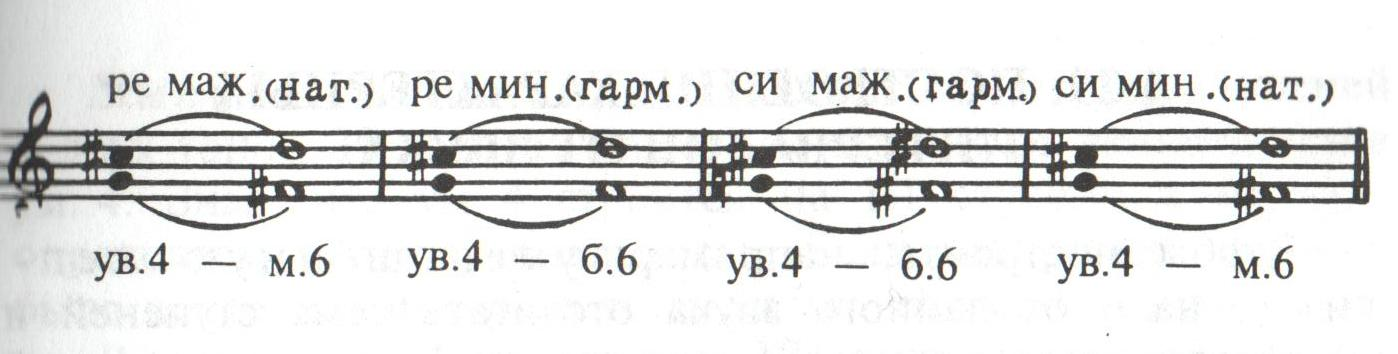 ре маж.(нат.) ре мин.(гарм.) си маж.(гарм.) си мин.(нат.)
ув.4 — м.6 ув.4 б.6 ув.4 — б.6 ув.4 — м.6